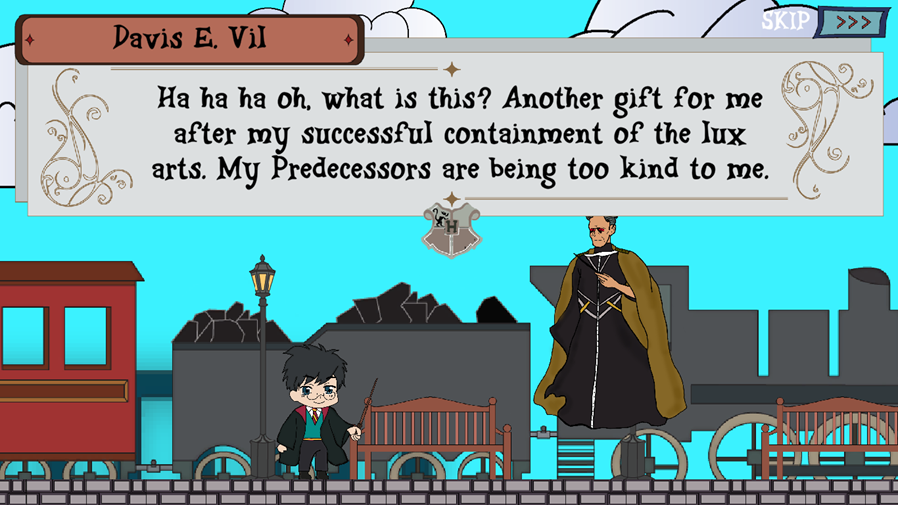 SKIP >>>
Davis E. Vil
Ha ha ha oh, what is this? Another gift for me
after my successful containment of the lux
arts. My Predecessors are being too kind to me.
H